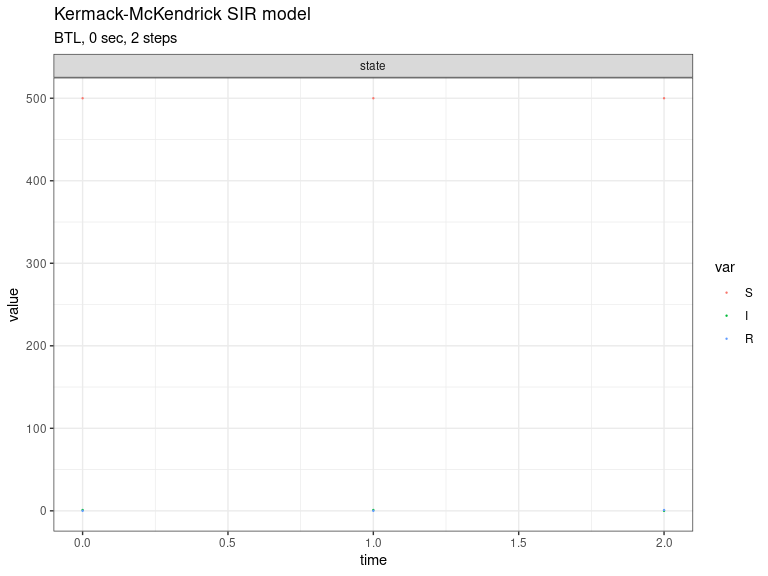 Kermack-McKendrick SIR model
BTL, 0 sec, 2 steps
state
500
400
300
200
100
0
value
0.0 0.5 1.0 1.5 2.0
time
var
S
I
R